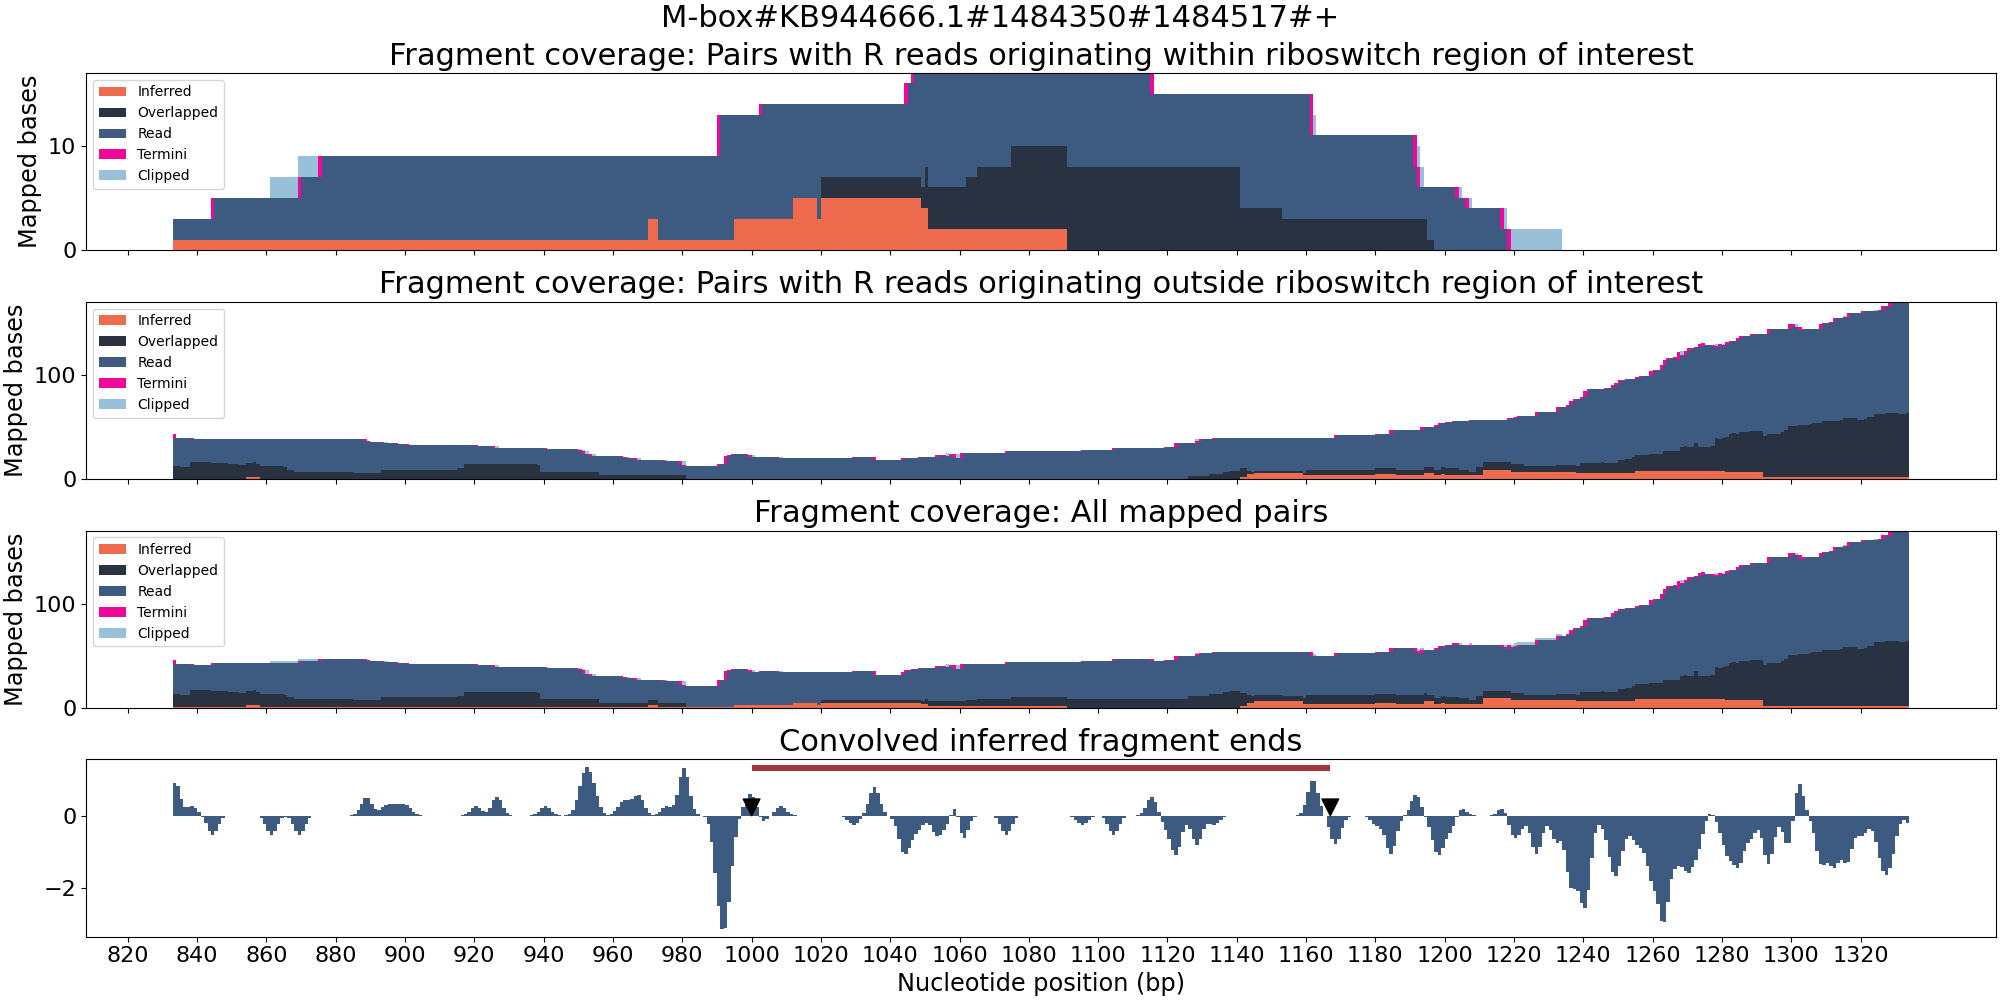 M-box#KB944666.1#1484350#1484517#+
Fragment coverage: Pairs with R reads originating within riboswitch region of interest
Mapped bases
10
0
Inferred
Overlapped
Read
Termini
Clipped
Fragment coverage: Pairs with R reads originating outside riboswitch region of interest
Mapped bases
100
0
Inferred
Overlapped
Read
Termini
Clipped
Fragment coverage: All mapped pairs
Mapped bases
100
0
Inferred
Overlapped
Read
Termini
Clipped
Convolved inferred fragment ends
0
−2
820 840 860 880 900 920 940 960 980 1000 1020 1040 1060 1080 1100 1120 1140 1160 1180 1200 1220 1240 1260 1280 1300 1320
Nucleotide position (bp)